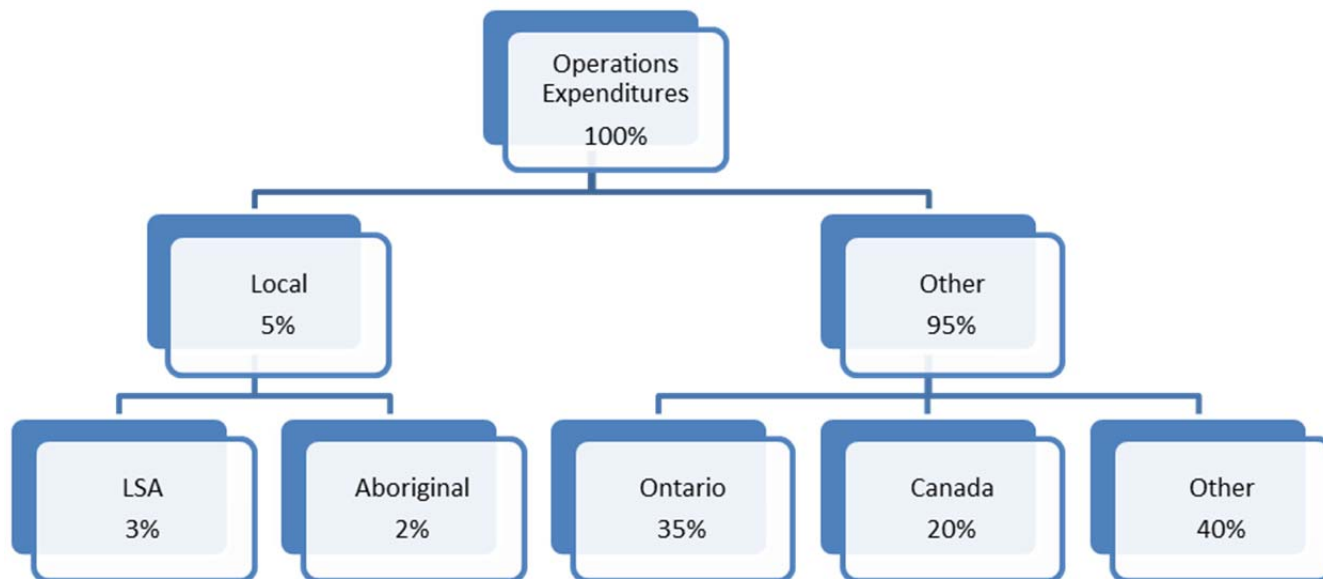 Operations
Expenditures
100%
Local
5%
Other
95%
LSA
3%
Aboriginal
2%
Ontario
35%
Canada
20%
Other
40%